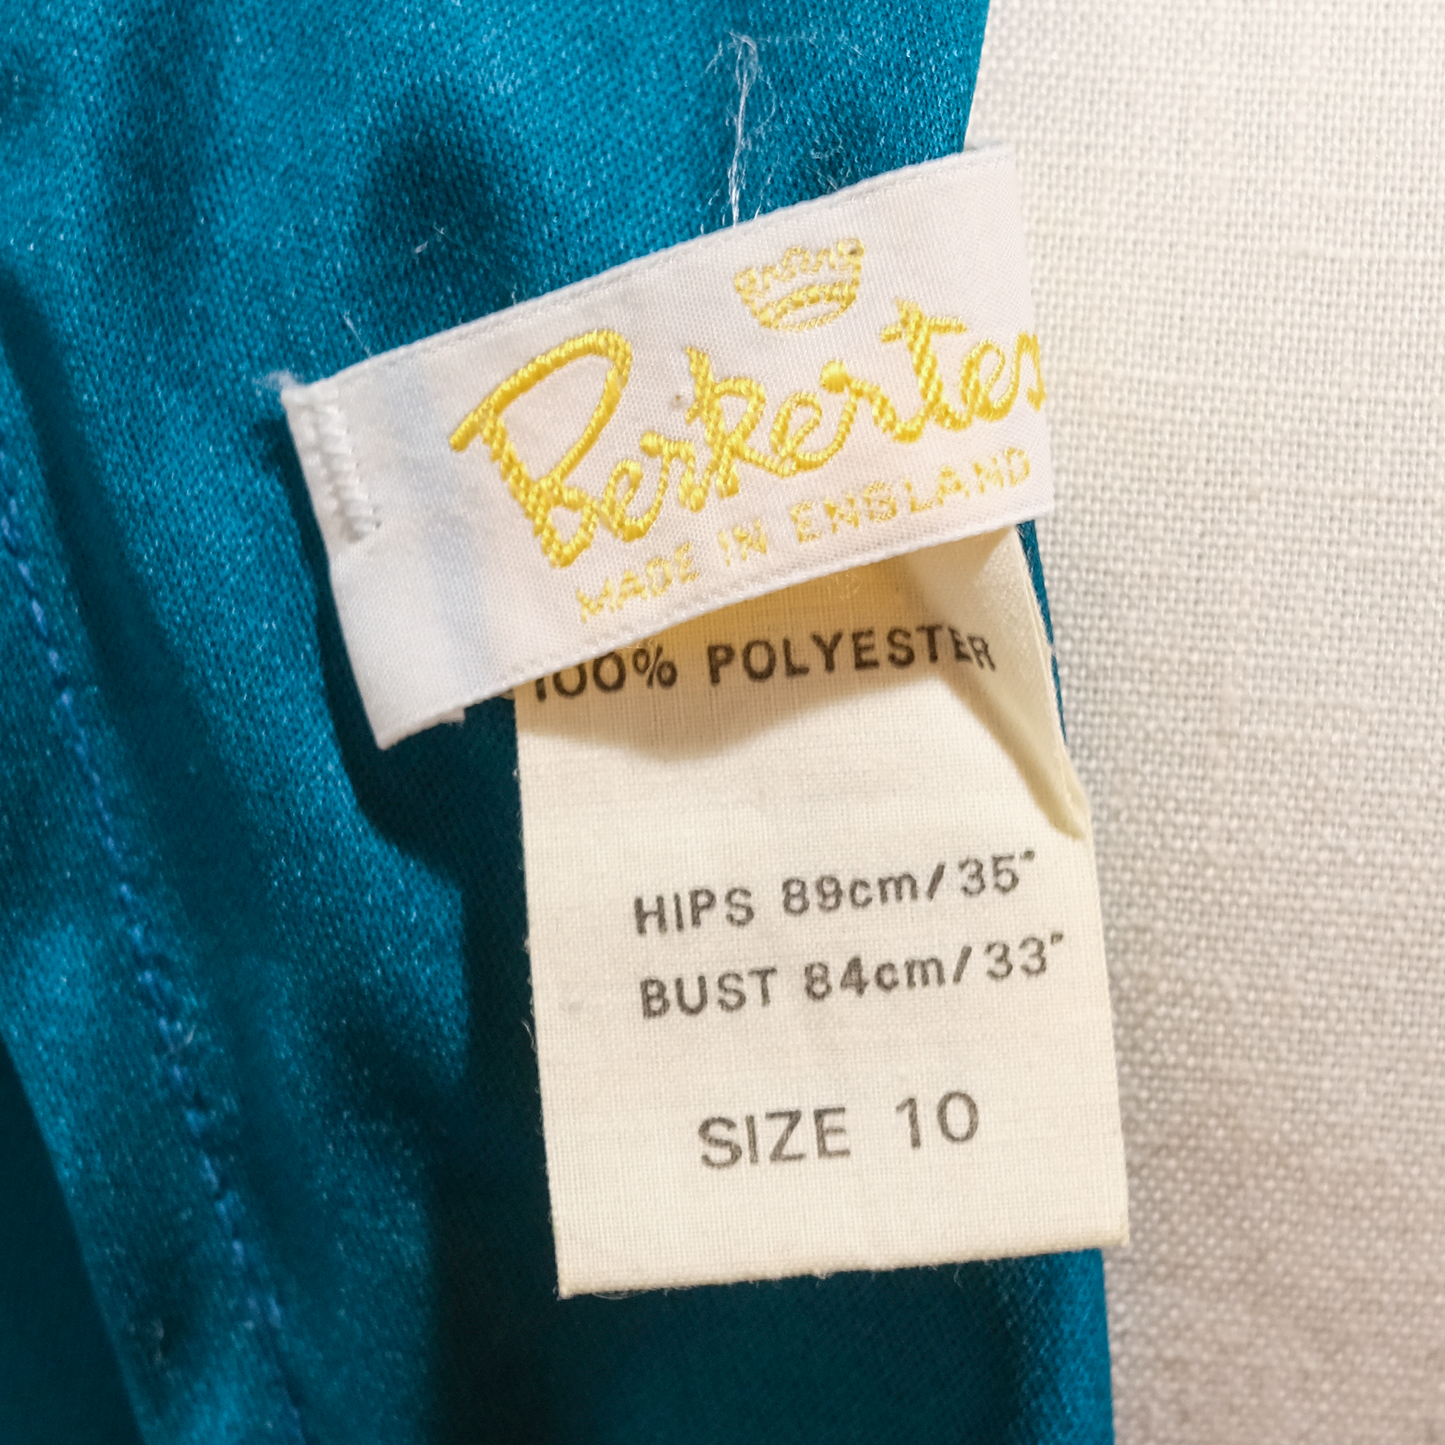 Berkertex
MADE IN ENGLAND
100% POLYESTER
HIPS 89cm/35"
BUST 84cm/33"
SIZE 10